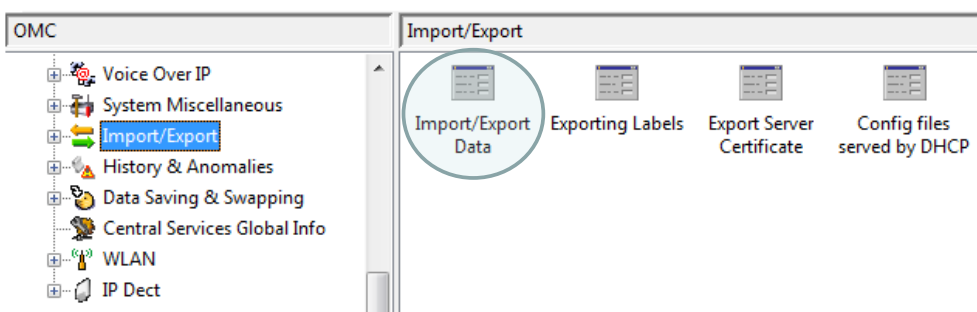 OMC
Voice Over IP
System Miscellaneous
Import/Export
History & Anomalies
Data Saving & Swapping
Central Services Global Info
WLAN
IP Dect
Import/Export
Import/Export
Data
Exporting Labels
Export Server
Certificate
Config files
served by DHCP